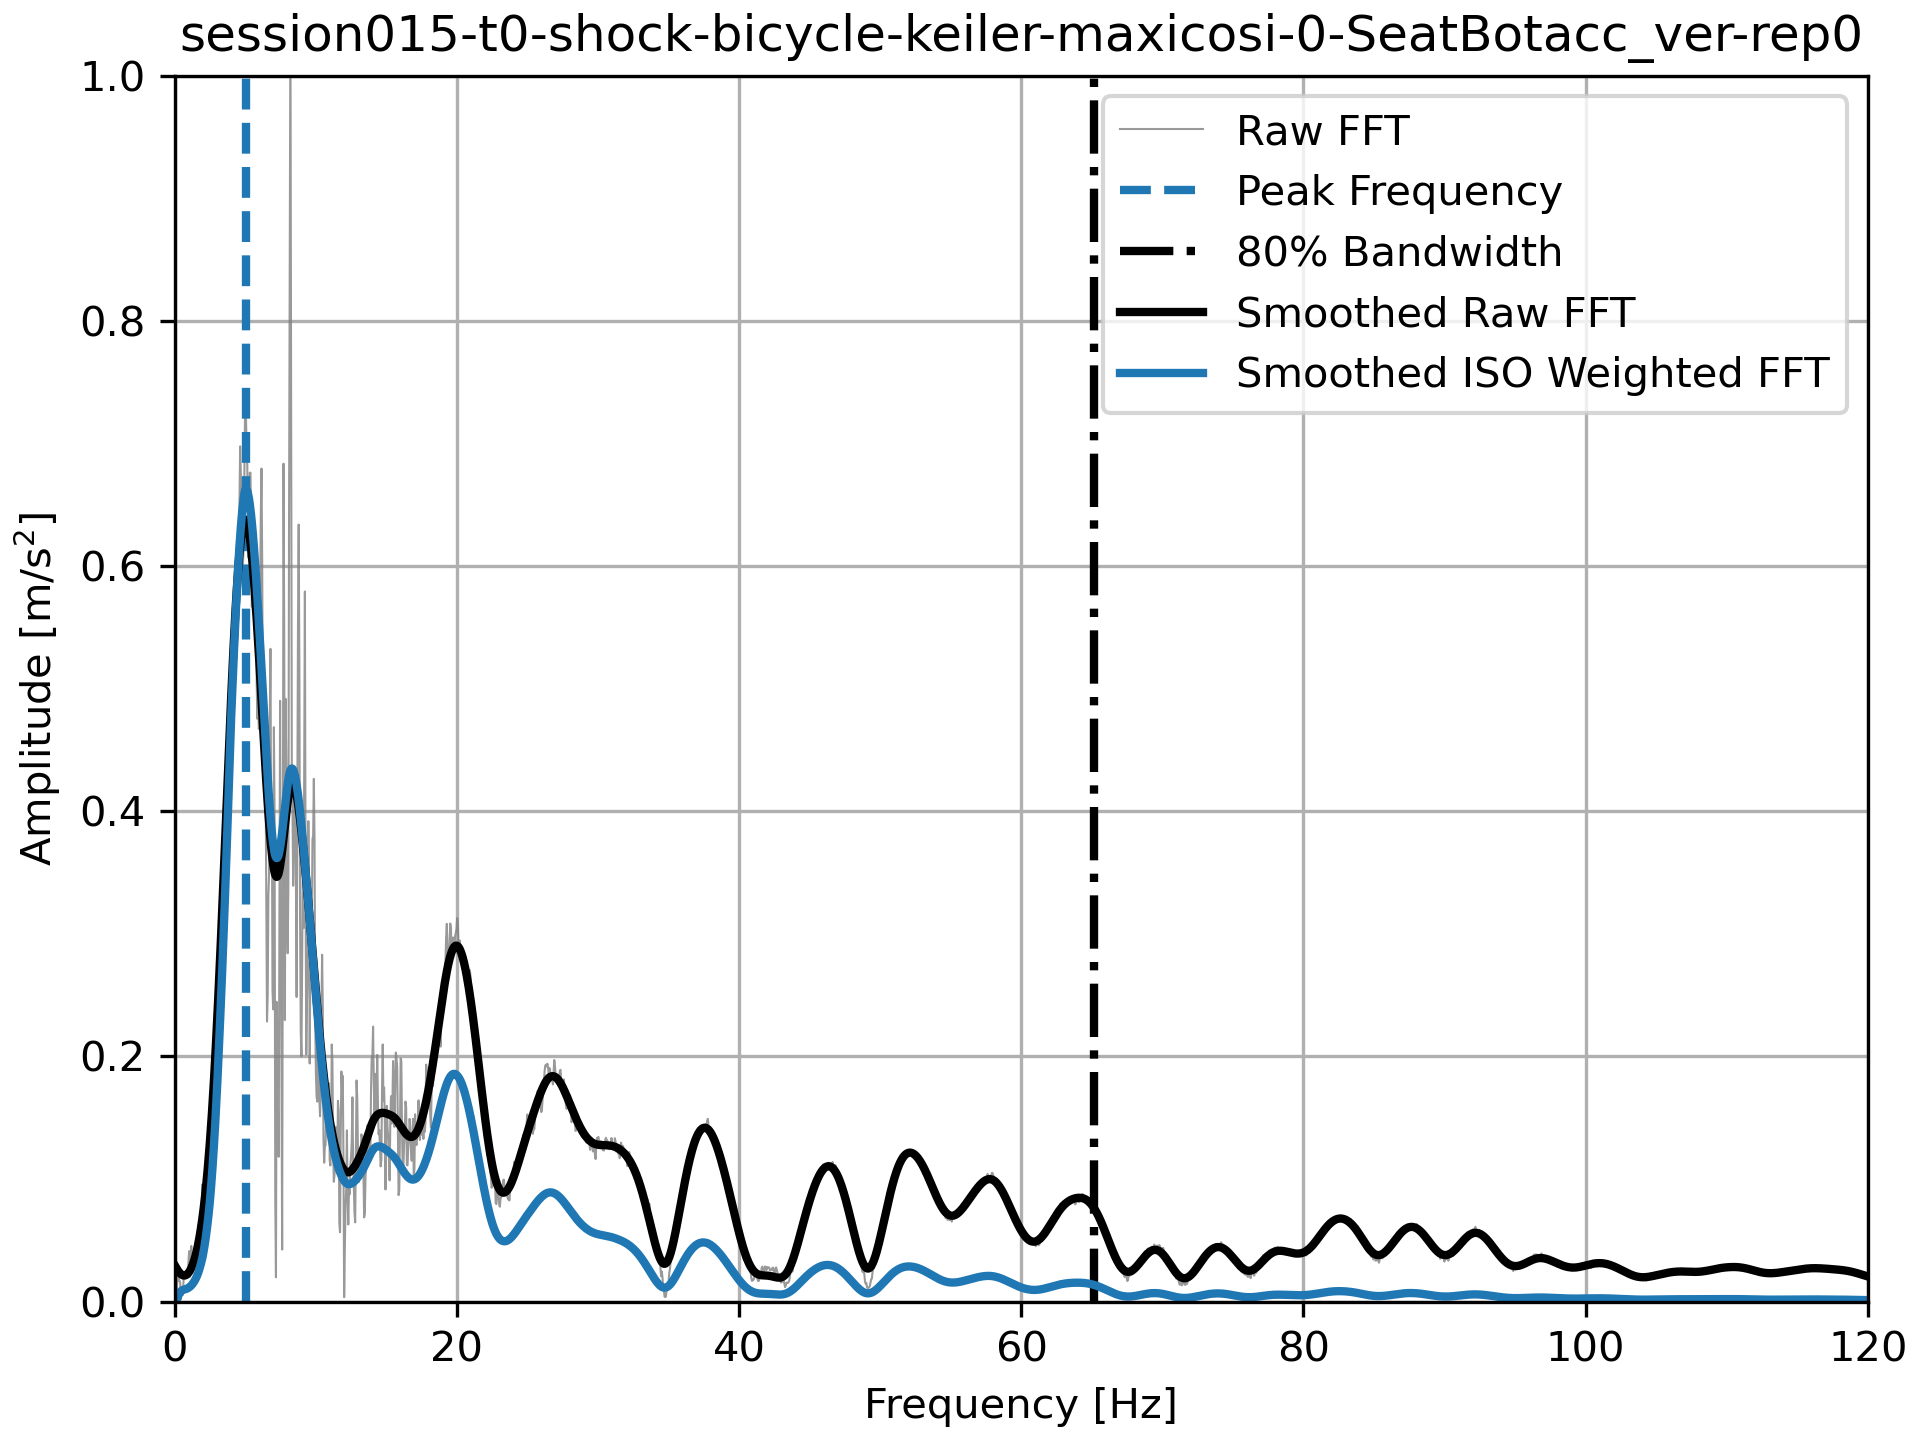 session015-t0-shock-bicycle-keiler-maxicosi-0-SeatBotacc_ver-rep0
1.0
0.8
0.6
0.4
0.2
0.0
Amplitude [m/s²]
Raw FFT
Peak Frequency
80% Bandwidth
Smoothed Raw FFT
Smoothed ISO Weighted FFT
0 20 40 60 80 100 120
Frequency [Hz]